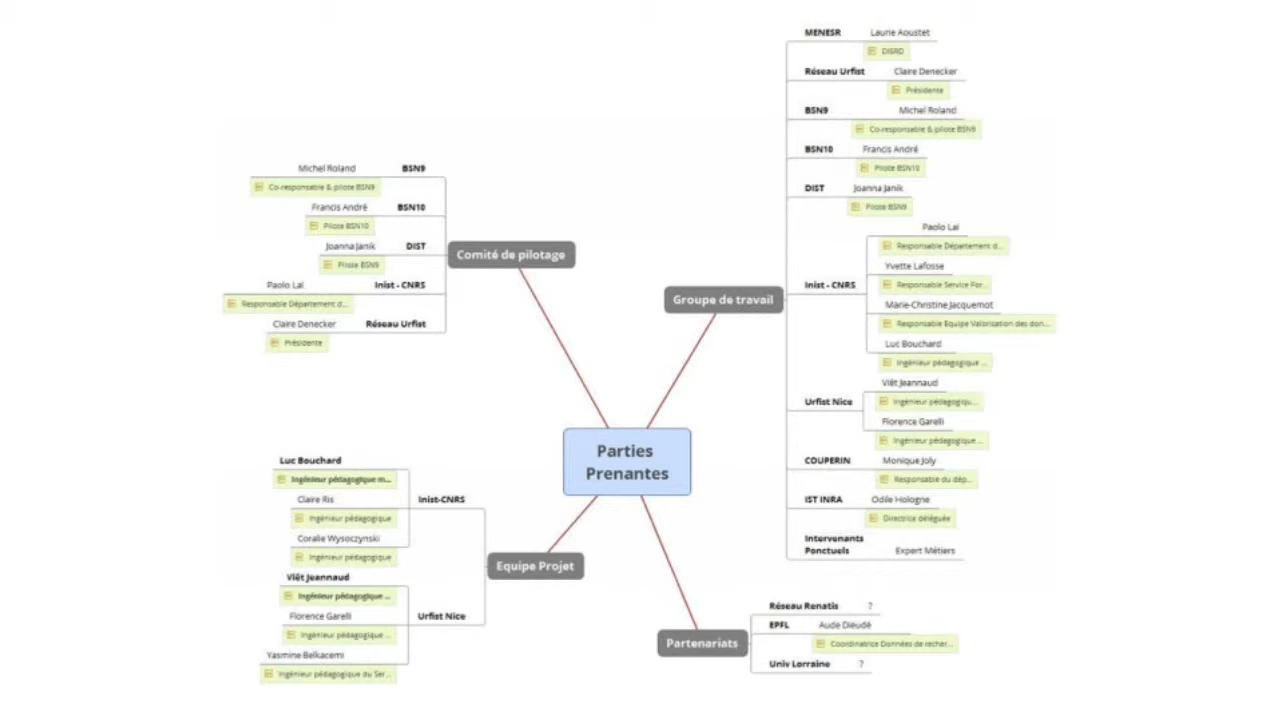 Parties
Prenantes
Comité de pilotage
Michel Roland BSN9
Co-responsable & pilote BSN9
Francis André BSN10
Pilote BSN10
Joanna Janik DIST
Pilote BSN9
Paolo Laï Inist - CNRS
Responsable Département d...
Claire Denecker Réseau Urfist
Présidente
Groupe de travail
MENESR Laurie Aoustet
DISRD
Réseau Urfist Claire Denecker
Présidente
BSN9 Michel Roland
Co-responsable & pilote BSN9
BSN10 Francis André
Pilote BSN10
DIST Joanna Janik
Pilote BSN9
Inist - CNRS
Paolo Laï
Responsable Département d...
Yvette Lafosse
Responsable Service For...
Marie-Christine Jacquemot
Responsable Equipe Valorisation des don...
Luc Bouchard
Ingénieur pédagogique ...
Urfist Nice
Viêt Jeannaud
Ingénieur pédagogiqu...
Florence Garelli
Ingénieur pédagogique ...
COUPERIN Monique Joly
Responsable du dép...
IST INRA Odile Hologne
Directrice déléguée
Intervenants
Ponctuels Expert Métiers
Equipe Projet
Inist-CNRS
Luc Bouchard
Ingénieur pédagogique m...
Claire Ris
Ingénieur pédagogique
Coralie Wysoczynski
Ingénieur pédagogique
Urfist Nice
Viêt Jeannaud
Ingénieur pédagogique ...
Florence Garelli
Ingénieur pédagogique ...
Yasmine Belkacemi
Ingénieur pédagogique du Ser...
Partenariats
Réseau Renatis ?
EPFL Aude Dieudé
Coordinatrice Données de recher...
Univ Lorraine ?